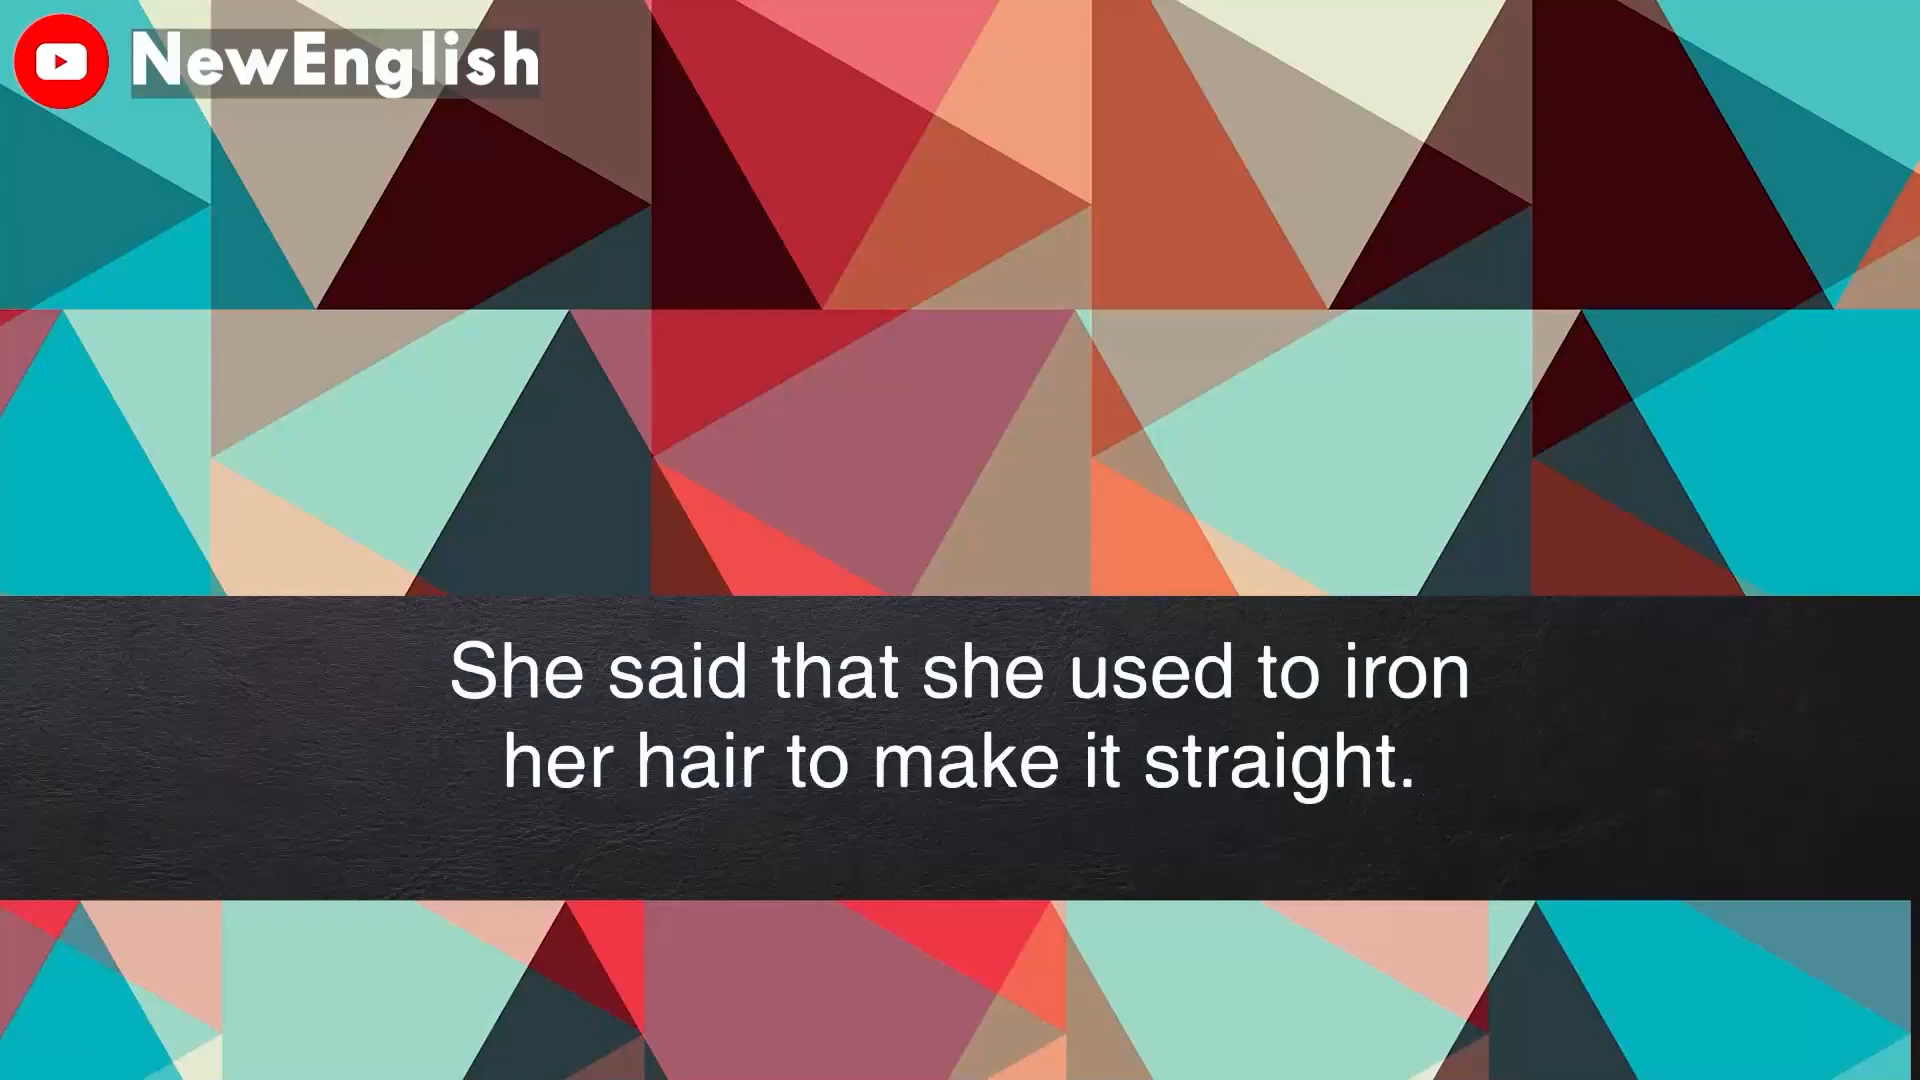 NewEnglish
She said that she used to iron
her hair to make it straight.